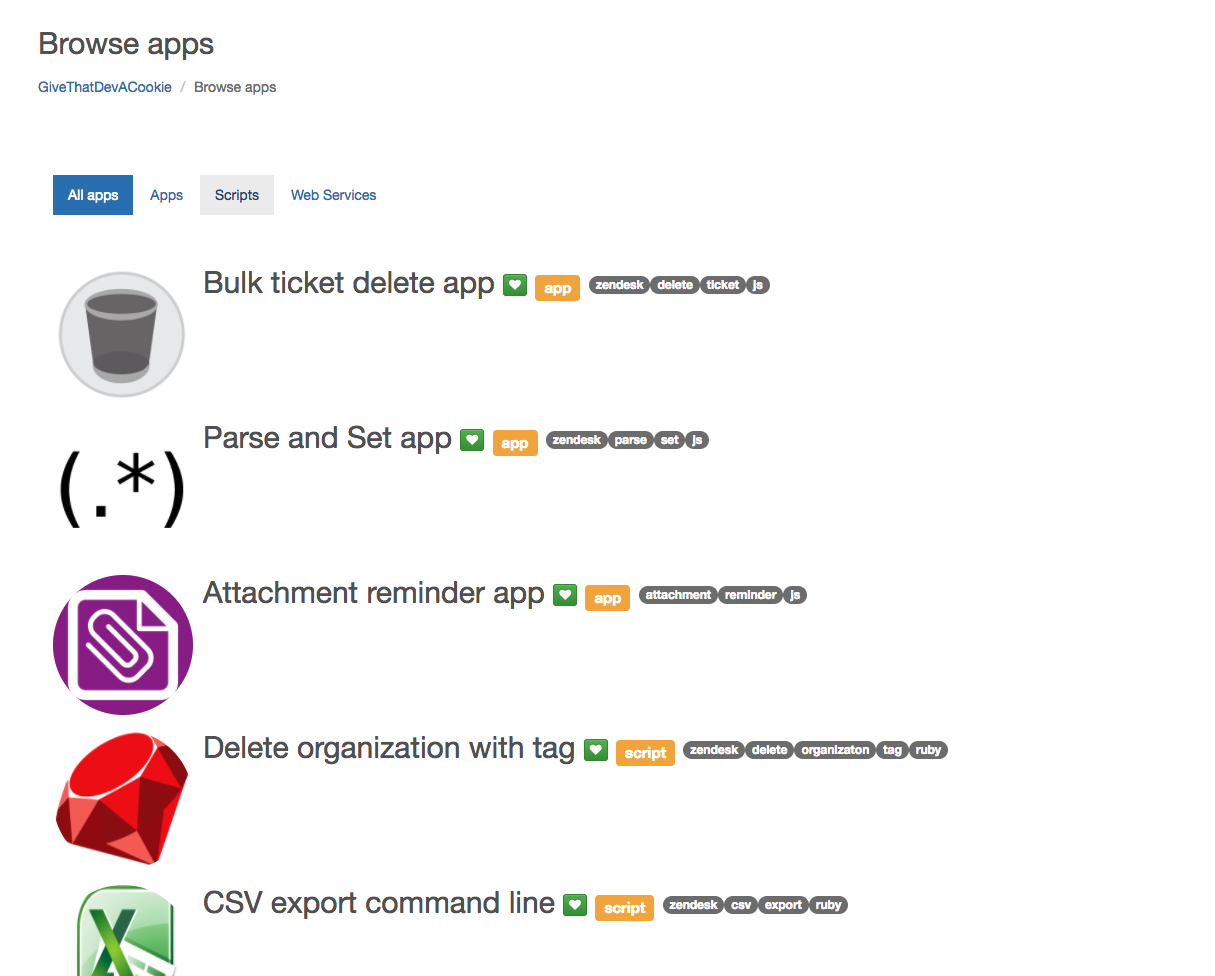 Browse apps
GiveThatDevACookie / Browse apps
All apps Apps Scripts Web Services
Bulk ticket delete app app zendesk delete ticket js
Parse and Set app app zendesk parse set js
(.*)
Attachment reminder app app attachment reminder js
Delete organization with tag script zendesk delete organizaton tag ruby
CSV export command line script zendesk csv export ruby